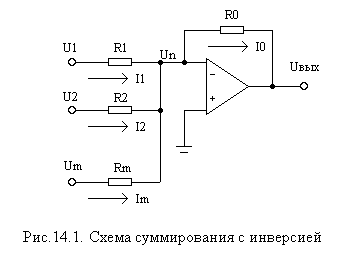 R0
U1
R1
Un
I0
I1
Uвых
−
U2
R2
+
I2
Um
Rm
Im
Рис.14.1. Схема суммирования с инверсией